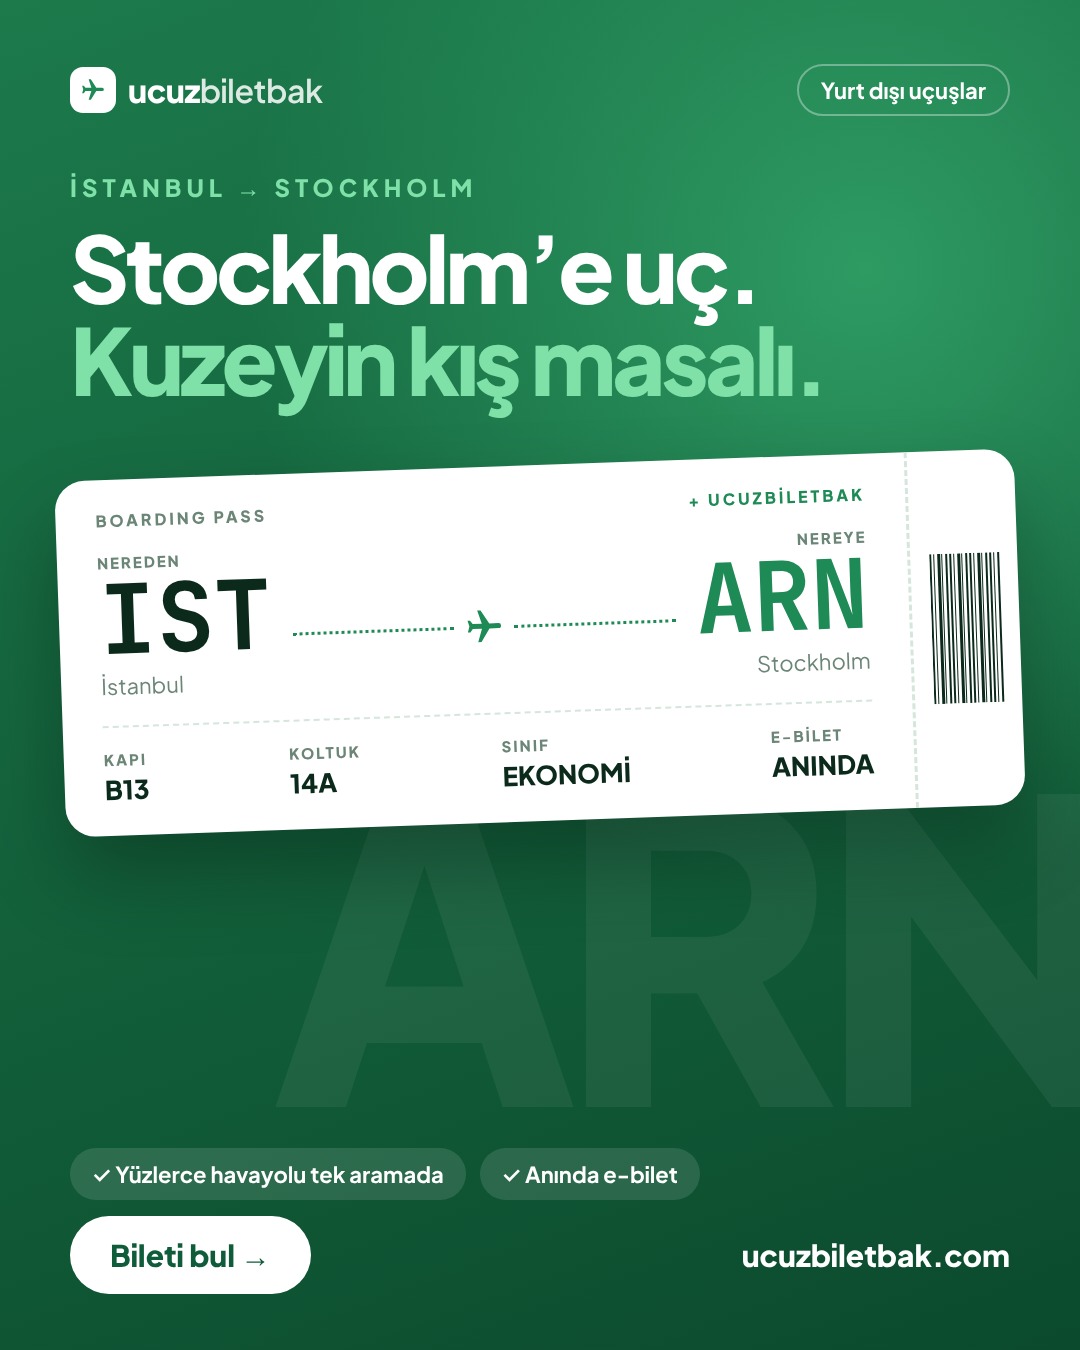 ucuzbiletbak
Yurt dışı uçuşlar
İSTANBUL → STOCKHOLM
Stockholm’e uç.
Kuzeyin kış masalı.
BOARDING PASS
+ UCUZBİLETBAK
NEREDEN
NEREYE
IST
ARN
İstanbul
Stockholm
KAPI
KOLTUK
SINIF
E-BİLET
B13
14A
EKONOMİ
ANINDA
ARN
✓ Yüzlerce havayolu tek aramada
✓ Anında e-bilet
Bileti bul →
ucuzbiletbak.com